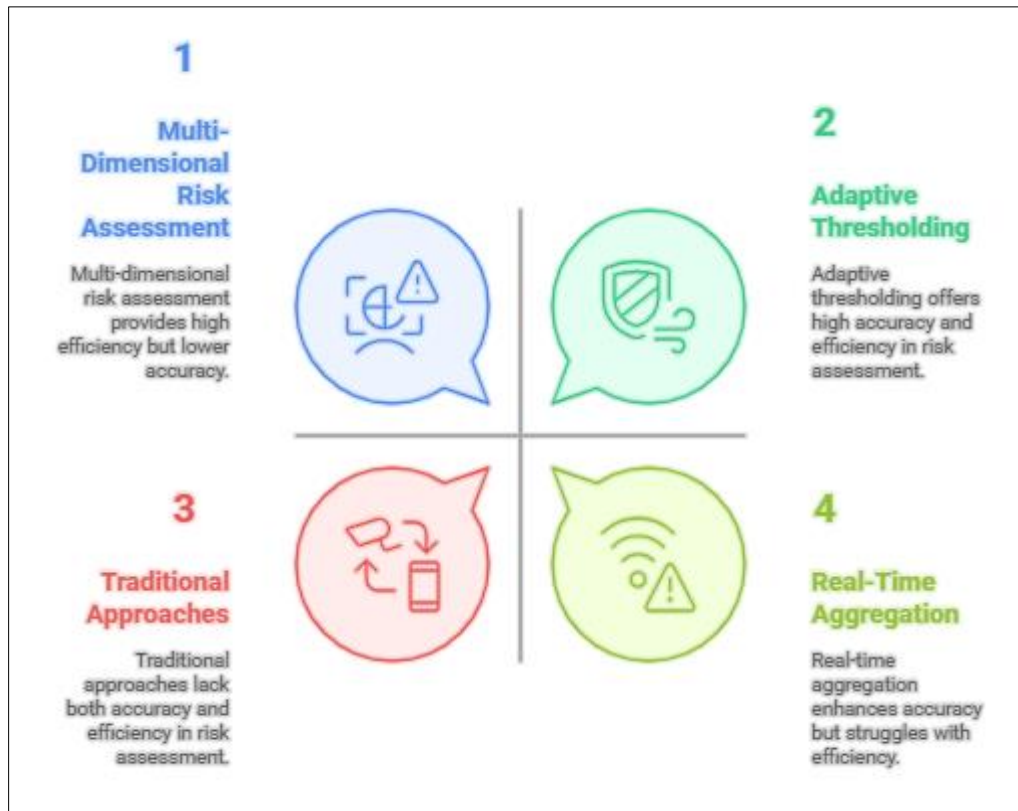 1
Multi-
Dimensional
Risk
Assessment
Multi-dimensional
risk assessment
provides high
efficiency but lower
accuracy.
2
Adaptive
Thresholding
Adaptive
thresholding offers
high accuracy and
efficiency in risk
assessment.
3
Traditional
Approaches
Traditional
approaches lack
both accuracy and
efficiency in risk
assessment.
4
Real-Time
Aggregation
Real-time
aggregation
enhances accuracy
but struggles with
efficiency.